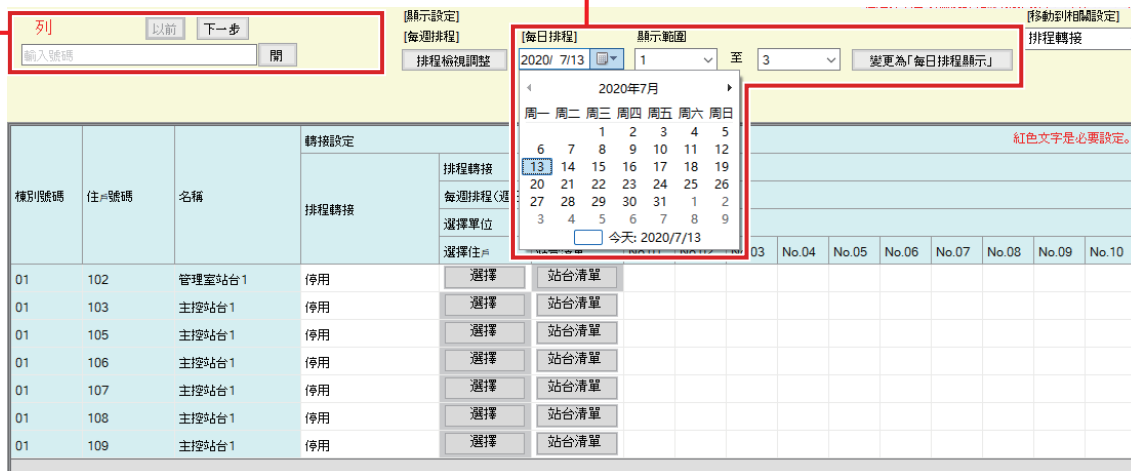 [顯示設定]
[移動到相關設定]
列
以前
下一步
[每週排程]
[每日排程]
顯示範圍
排程轉接
輸入號碼
開
排程檢視調整
2020/ 7/13
1
至
3
變更為「每日排程顯示」
2020年7月
周一 周二 周三 周四 周五 周六 周日
1 2 3 4 5
6 7 8 9 10 11 12
13 14 15 16 17 18 19
20 21 22 23 24 25 26
27 28 29 30 31 1 2
3 4 5 6 7 8 9
今天: 2020/7/13
轉接設定
紅色文字是必要設定。
棟別號碼
住戶號碼
名稱
排程轉接
排程轉接
每週排程(週
選擇單位
選擇住戶
03 No.04 No.05 No.06 No.07 No.08 No.09 No.10
01 102 管理室站台1 停用 選擇 站台清單
01 103 主控站台1 停用 選擇 站台清單
01 105 主控站台1 停用 選擇 站台清單
01 106 主控站台1 停用 選擇 站台清單
01 107 主控站台1 停用 選擇 站台清單
01 108 主控站台1 停用 選擇 站台清單
01 109 主控站台1 停用 選擇 站台清單